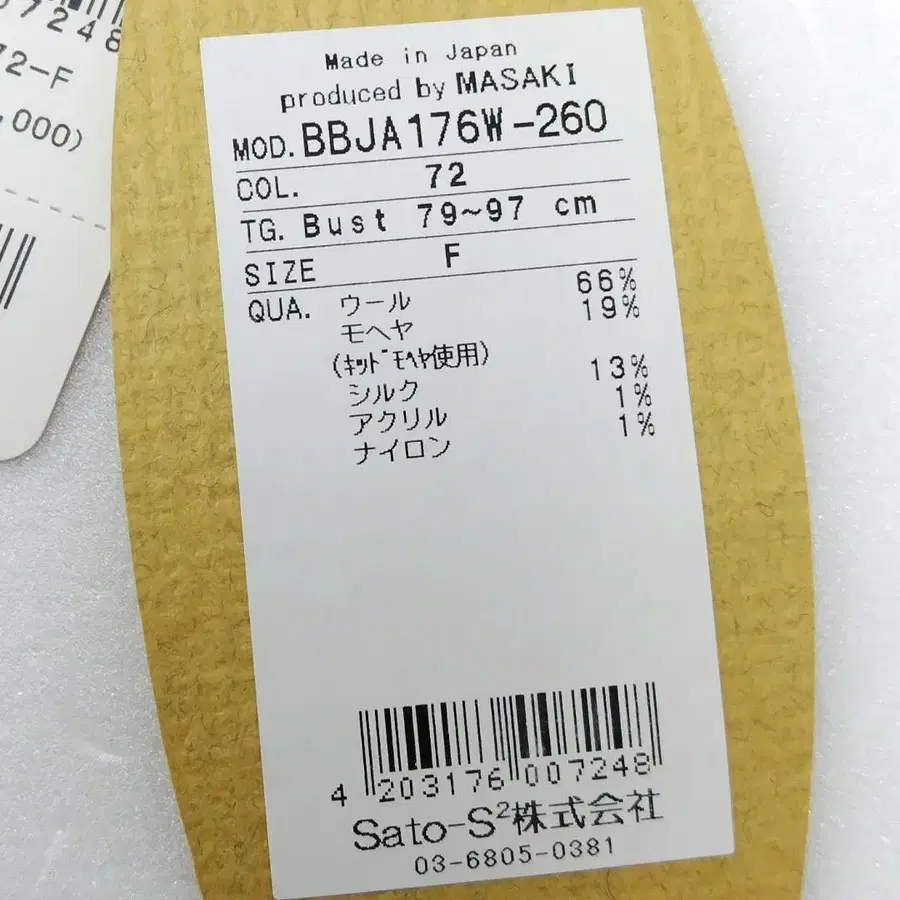 7248
72-F
,000)
Made in Japan
produced by MASAKI
MOD. BBJA176W-260
COL. 72
TG. Bust 79~97 cm
SIZE F
QUA. ウール 66%
モヘヤ 19%
(キッドモヘヤ使用)
シルク 13%
アクリル 1%
ナイロン 1%
4 203176 007248
Sato-S²株式会社
03-6805-0381